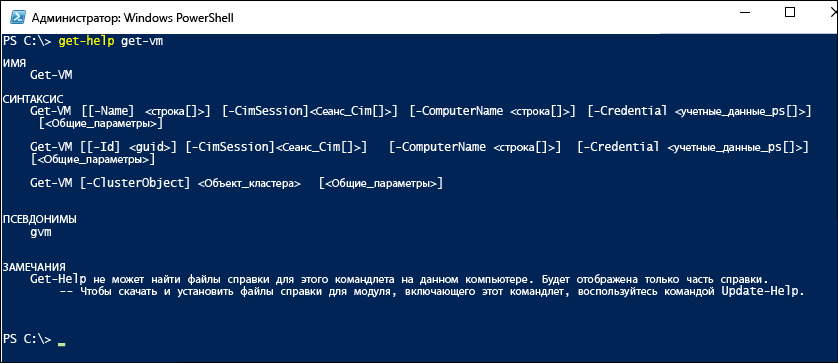 Администратор: Windows PowerShell
PS C:\> get-help get-vm
ИМЯ
Get-VM
СИНТАКСИС
Get-VM [[-Name] <строка[]>] [-CimSession]<Сеанс_Cim[]>] [-ComputerName <строка[]>] [-Credential <учетные_данные_ps[]>]
[<Общие_параметры>]
Get-VM [[-Id] <guid>] [-CimSession]<Сеанс_Cim[]>] [-ComputerName <строка[]>] [-Credential <учетные_данные_ps[]>]
[<Общие_параметры>]
Get-VM [-ClusterObject] <Объект_кластера> [<Общие_параметры>]
ПСЕВДОНИМЫ
gvm
ЗАМЕЧАНИЯ
Get-Help не может найти файлы справки для этого командлета на данном компьютере. Будет отображена только часть справки.
-- Чтобы скачать и установить файлы справки для модуля, включающего этот командлет, воспользуйтесь командой Update-Help.
PS C:\>